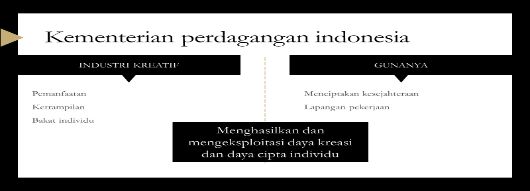 Kementerian perdagangan indonesia
INDUSTRI KREATIF
GUNANYA
Pemanfaatan
Ketrampilan
Bakat individu
Menciptakan kesejahteraan
Lapangan pekerjaan
Menghasilkan dan
mengeksploitasi daya kreasi
dan daya cipta individu